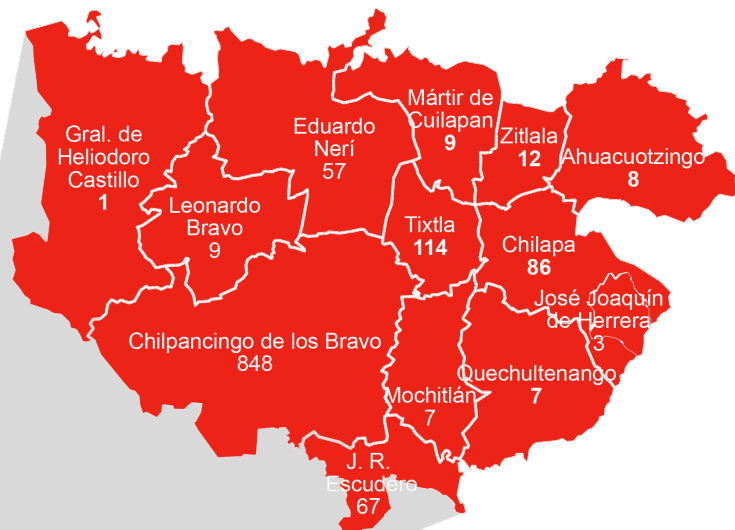 Gral. de
Heliodoro
Castillo
1
Leonardo
Bravo
9
Eduardo
Nerí
57
Mártir de
Cuilapan
9
Zitlala
12
Ahuacuotzingo
8
Tixtla
114
Chilapa
86
José Joaquín
de Herrera
3
Chilpancingo de los Bravo
848
Mochitlán
7
Quechultenango
7
J. R.
Escudero
67